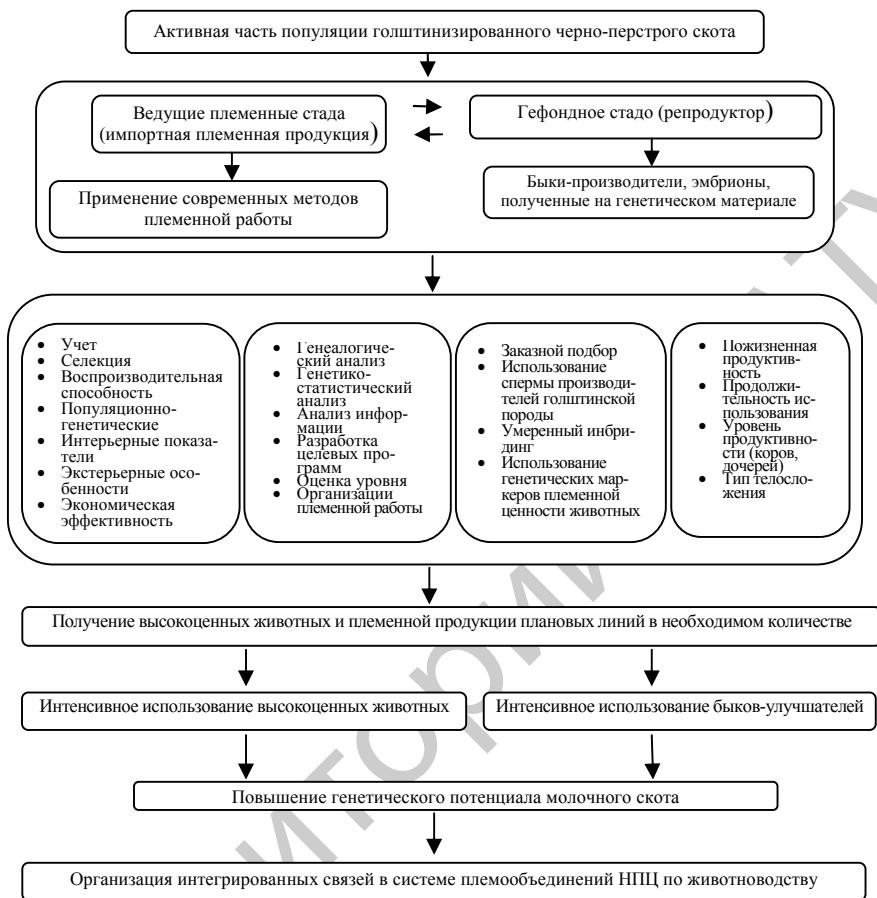 Активная часть популяции голштинизированного черно-перстрого скота
Ведущие племенные стада
(импортная племенная продукция)
Гефондное стадо (репродуктор)
Применение современных методов
племенной работы
Быки-производители, эмбрионы,
полученные на генетическом материале
• Учет
• Селекция
• Воспроизводительная
способность
• Популяционно-
генетические
• Интерьерные показа-
тели
• Экстерьерные осо-
бенности
• Экономическая
эффективность
• Генеалогиче-
ский анализ
• Генетико-
статистический
анализ
• Анализ инфор-
мации
• Разработка
целевых про-
грамм
• Оценка уровня
• Организации
племенной работы
• Заказной подбор
• Использование
спермы производи-
телей голштинской
породы
• Умеренный инбри-
динг
• Использование
генетических мар-
керов племенной
ценности животных
• Пожизненная
продуктив-
ность
• Продолжи-
тельность ис-
пользования
• Уровень
продуктивно-
сти (коров,
дочерей)
• Тип телосло-
жения
Получение высокоценных животных и племенной продукции плановых линий в необходимом количестве
Интенсивное использование высокоценных животных
Интенсивное использование быков-улучшателей
Повышение генетического потенциала молочного скота
Организация интегрированных связей в системе племообъединений НПЦ по животноводству